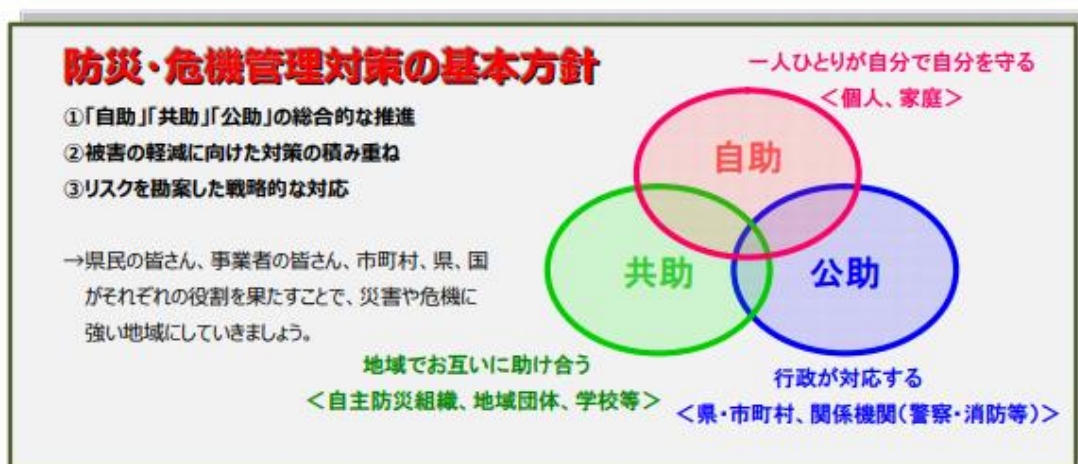 防災・危機管理対策の基本方針
①「自助」「共助」「公助」の総合的な推進
②被害の軽減に向けた対策の積み重ね
③リスクを勘案した戦略的な対応
→県民の皆さん、事業者の皆さん、市町村、県、国
がそれぞれの役割を果たすことで、災害や危機に
強い地域にしていきましょう。
一人ひとりが自分で自分を守る
＜個人、家庭＞
自助
共助
公助
地域でお互いに助け合う
＜自主防災組織、地域団体、学校等＞
行政が対応する
＜県・市町村、関係機関（警察・消防等）＞